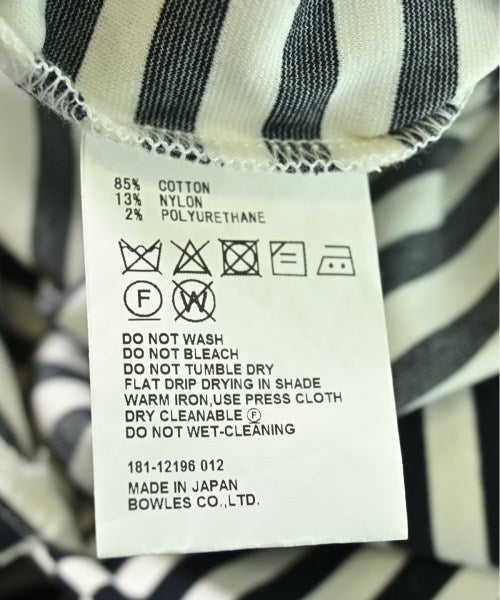 85% COTTON
13% NYLON
2% POLYURETHANE
F W
DO NOT WASH
DO NOT BLEACH
DO NOT TUMBLE DRY
FLAT DRIP DRYING IN SHADE
WARM IRON,USE PRESS CLOTH
DRY CLEANABLE Ⓕ
DO NOT WET-CLEANING
181-12196 012
MADE IN JAPAN
BOWLES CO.,LTD.